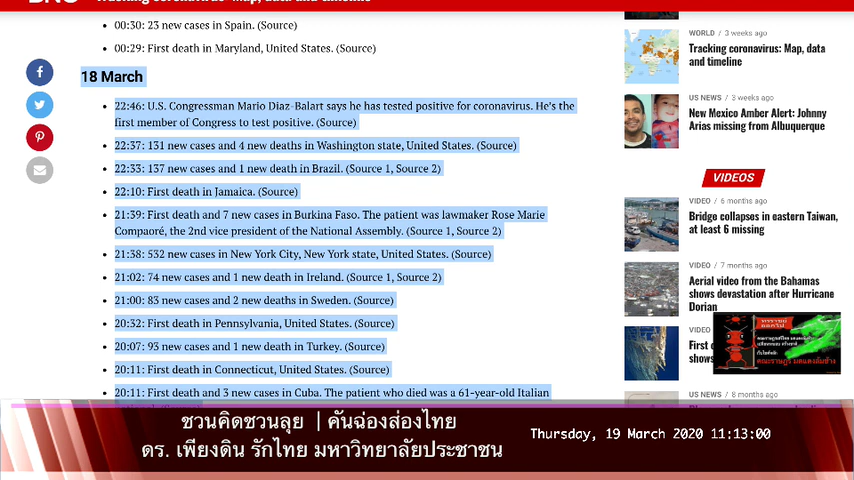 00:30: 23 new cases in Spain. (Source)
00:29: First death in Maryland, United States. (Source)
18 March
22:46: U.S. Congressman Mario Diaz-Balart says he has tested positive for coronavirus. He's the
first member of Congress to test positive. (Source)
22:37: 131 new cases and 4 new deaths in Washington state, United States. (Source)
22:33: 137 new cases and 1 new death in Brazil. (Source 1, Source 2)
22:10: First death in Jamaica. (Source)
21:39: First death and 7 new cases in Burkina Faso. The patient was lawmaker Rose Marie
Compaoré, the 2nd vice president of the National Assembly. (Source 1, Source 2)
21:38: 532 new cases in New York City, New York state, United States. (Source)
21:02: 74 new cases and 1 new death in Ireland. (Source 1, Source 2)
21:00: 83 new cases and 2 new deaths in Sweden. (Source)
20:32: First death in Pennsylvania, United States. (Source)
20:07: 93 new cases and 1 new death in Turkey. (Source)
20:11: First death in Connecticut, United States. (Source)
20:11: First death and 3 new cases in Cuba. The patient who died was a 61-year-old Italian
WORLD / 3 weeks ago
Tracking coronavirus: Map, data
and timeline
US NEWS / 3 weeks ago
New Mexico Amber Alert: Johnny
Arias missing from Albuquerque
VIDEOS
VIDEO / 6 months ago
Bridge collapses in eastern Taiwan,
at least 6 missing
VIDEO / 7 months ago
Aerial video from the Bahamas
shows devastation after Hurricane
Dorian
VIDEO
First
shows
US NEWS / 8 months ago
ชวนคิดชวนลุย | คันฉ่องส่องไทย
ดร. เพียงดิน รักไทย มหาวิทยาลัยประชาชน
Thursday, 19 March 2020 11:13:00